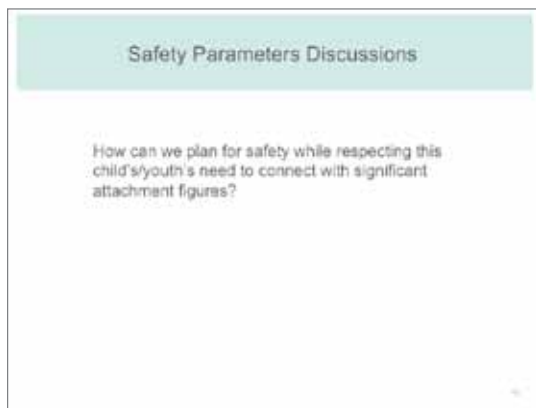 Safety Parameters Discussions
How can we plan for safety while respecting this
child's/youth's need to connect with significant
attachment figures?